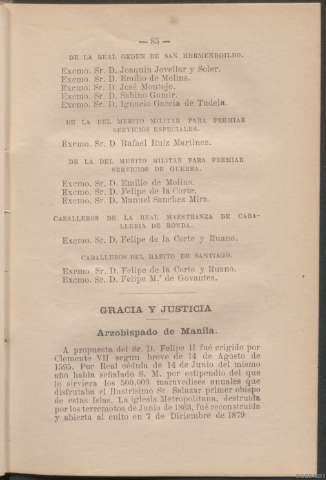 — 85 —
DE LA REAL ORDEN DE SAN HERMENEGILDO.
Excmo. Sr. D. Joaquin Jovellar y Soler.
Excmo. Sr. D. Emilio de Molins.
Excmo. Sr. D. José Montojo.
Excmo. Sr. D. Sabino Gamir.
Excmo. Sr. D. Ignacio Garcia de Tudela.
DE LA DEL MERITO MILITAR PARA PREMIAR
SERVICIOS ESPECIALES.
Excmo. Sr. D Rafael Ruiz Martinez.
DE LA DEL MERITO MILITAR PARA PREMIAR
SERVICIOS DE GUERRA.
Excmo. Sr. D. Emilio de Molins.
Excmo. Sr. D. Felipe de la Corte.
Excmo. Sr. D. Manuel Sanchez Mira.
CABALLEROS DE LA REAL MAESTRANZA DE CABA-
LLERIA DE RONDA.
Excmo. Sr. D. Felipe de la Corte y Ruano.
CABALLEROS DEL HABITO DE SANTIAGO.
Excmo Sr. D. Felipe de la Corte y Ruano.
Excmo. Sr. D. Felipe M.ª de Govantes.
GRACIA Y JUSTICIA
Arzobispado de Manila.
A propuesta del Sr. D. Felipe II fué erigido por
Clemente VII segun breve de 14 de Agosto de
1595. Por Real cédula de 14 de Junio del mismo
año habia señalado S. M. por estipendio del que
lo sirviera los 500,000 maravedises anuales que
disfrutaba el Ilustrísimo Sr. Salazar primer obispo
de estas Islas. La iglesia Metropolitana, destruida
por los terremotos de Junio de 1863, fué reconstruida
y abierta al culto en 7 de Diciembre de 1879.